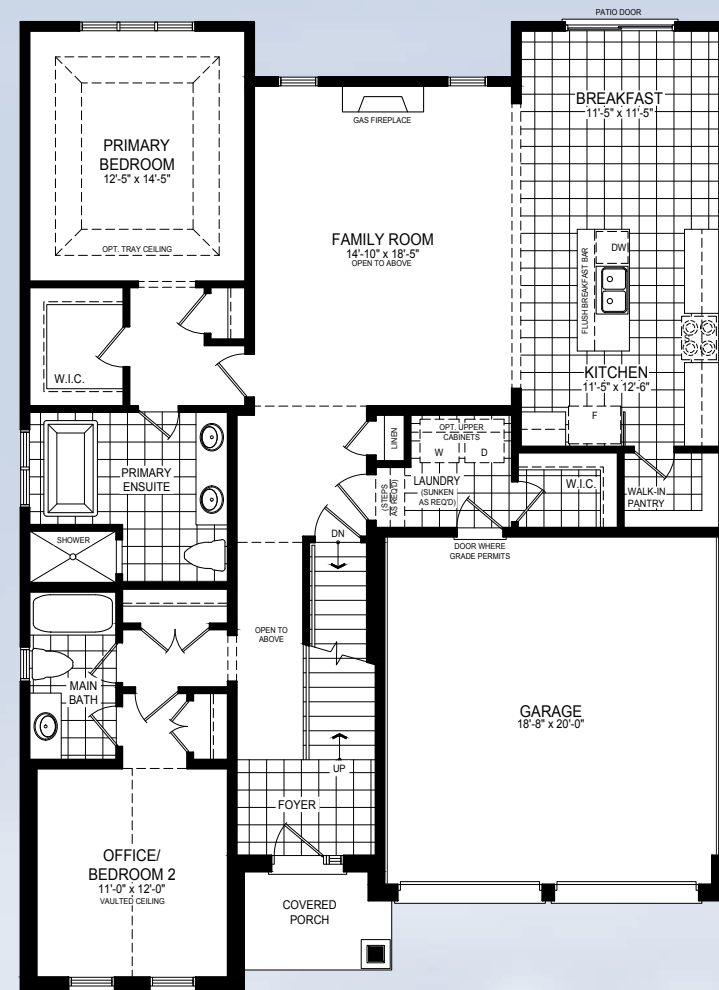 PATIO DOOR
BREAKFAST
11'-5" x 11'-5"
GAS FIREPLACE
PRIMARY
BEDROOM
12'-5" x 14'-5"
OPT. TRAY CEILING
FAMILY ROOM
14'-10" x 18'-5"
OPEN TO ABOVE
DW
FLUSH BREAKFAST BAR
KITCHEN
11'-5" x 12'-6"
F
W.I.C.
LINEN
OPT. UPPER
CABINETS
W
D
PRIMARY
ENSUITE
(STEPS
AS REQ'D)
LAUNDRY
(SUNKEN
AS REQ'D)
W.I.C.
WALK-IN
PANTRY
SHOWER
DN
DOOR WHERE
GRADE PERMITS
OPEN TO
ABOVE
MAIN
BATH
GARAGE
18'-8" x 20'-0"
UP
FOYER
OFFICE/
BEDROOM 2
11'-0" x 12'-0"
VAULTED CEILING
COVERED
PORCH